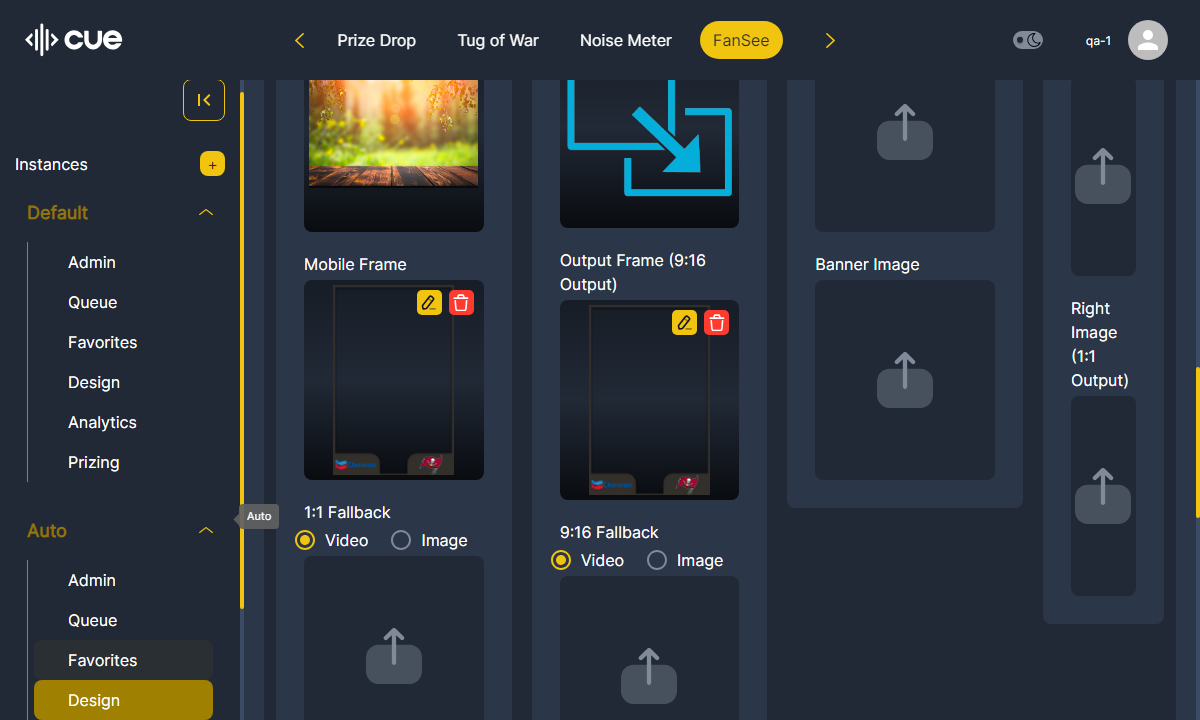 cue
Prize Drop
Tug of War
Noise Meter
FanSee
qa-1
Instances
+
Default
Admin
Queue
Favorites
Design
Analytics
Prizing
Auto
Admin
Queue
Favorites
Design
Auto
Mobile Frame
1:1 Fallback
Video
Image
Output Frame (9:16
Output)
9:16 Fallback
Video
Image
Banner Image
Right
Image
(1:1
Output)